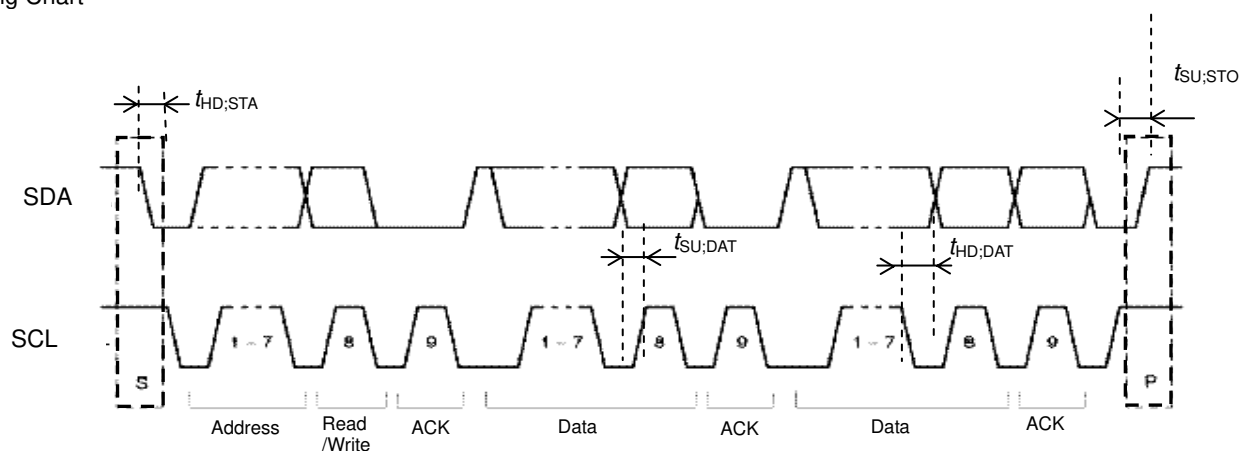 ng Chart
tHD;STA
tSU;STO
SDA
tSU;DAT
tHD;DAT
SCL
1 – 7 8 9 1 – 7 8 9 1 – 7 8 9
S P
Address Read /Write ACK Data ACK Data ACK